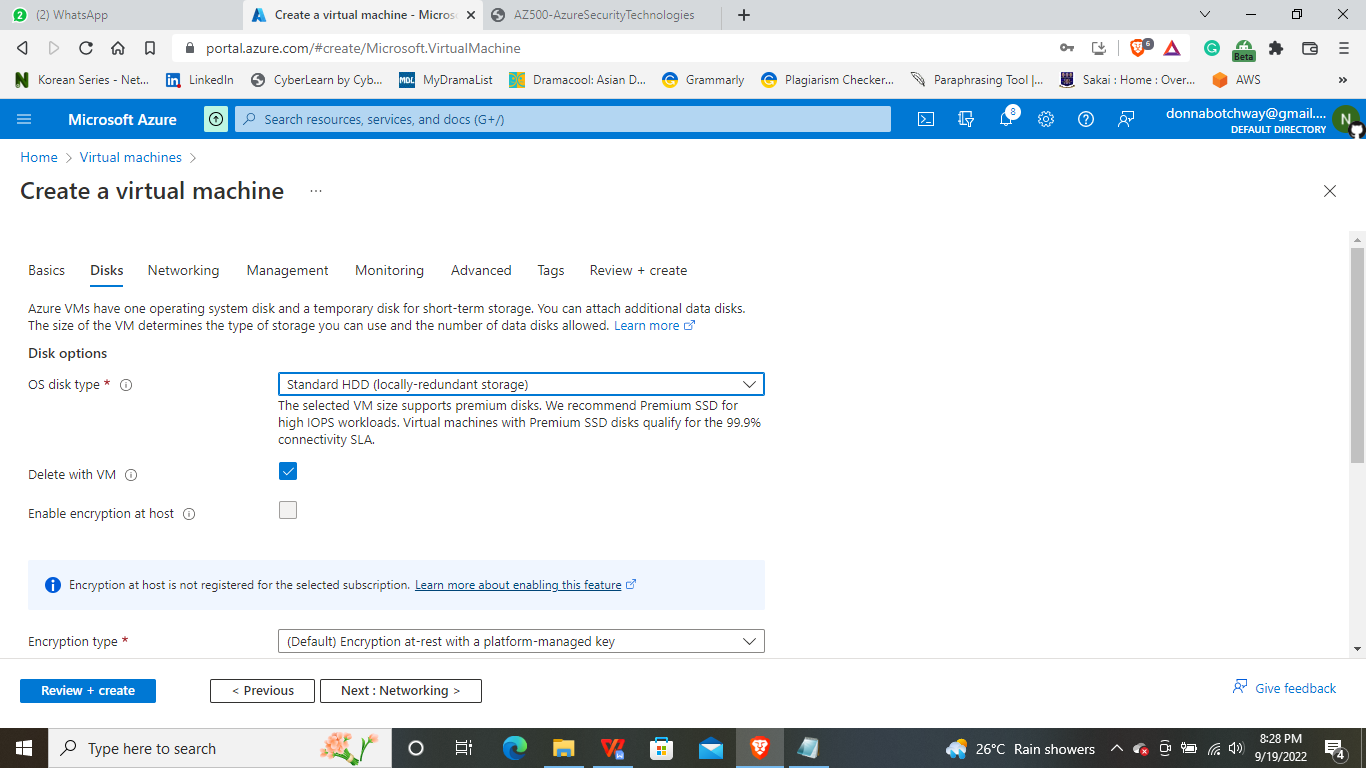 2
(2) WhatsApp
Create a virtual machine - Micros
AZ500-AzureSecurityTechnologies
portal.azure.com/#create/Microsoft.VirtualMachine
6
Beta
Korean Series - Net...
LinkedIn
CyberLearn by Cyb...
MDL
MyDramaList
Dramacool: Asian D...
Grammarly
Plagiarism Checker...
Paraphrasing Tool |...
Sakai : Home : Over...
AWS
»
Microsoft Azure
Search resources, services, and docs (G+/)
8
donnabotchway@gmail....
DEFAULT DIRECTORY
N
Home > Virtual machines >
Create a virtual machine ...
Basics Disks Networking Management Monitoring Advanced Tags Review + create
Azure VMs have one operating system disk and a temporary disk for short-term storage. You can attach additional data disks.
The size of the VM determines the type of storage you can use and the number of data disks allowed. Learn more
Disk options
OS disk type *
Standard HDD (locally-redundant storage)
The selected VM size supports premium disks. We recommend Premium SSD for
high IOPS workloads. Virtual machines with Premium SSD disks qualify for the 99.9%
connectivity SLA.
Delete with VM
Enable encryption at host
Encryption at host is not registered for the selected subscription. Learn more about enabling this feature
Encryption type *
(Default) Encryption at-rest with a platform-managed key
Review + create
< Previous
Next : Networking >
Give feedback
Type here to search
26°C Rain showers
8:28 PM
9/19/2022
4